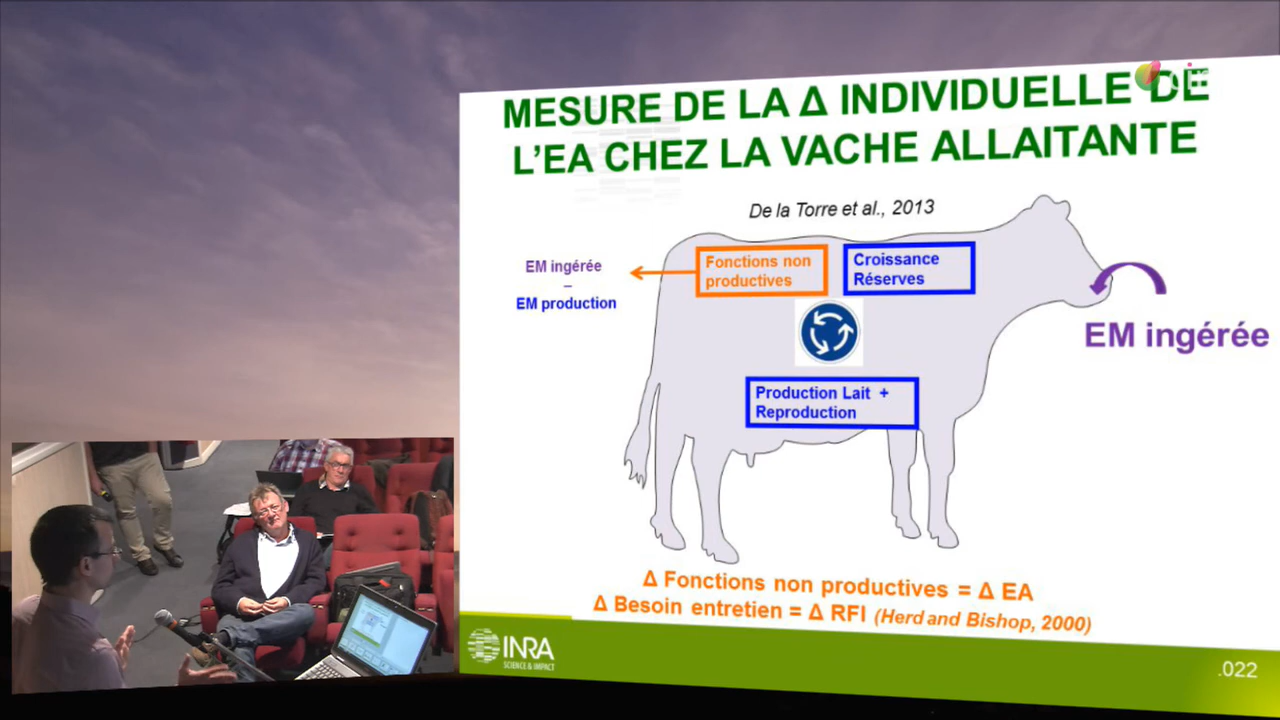 MESURE DE LA Δ INDIVIDUELLE DE
L'EA CHEZ LA VACHE ALLAITANTE
De la Torre et al., 2013
EM ingérée
–
EM production
Fonctions non
productives
Croissance
Réserves
EM ingérée
Production Lait +
Reproduction
Δ Fonctions non productives = Δ EA
Δ Besoin entretien = Δ RFI (Herd and Bishop, 2000)
INRA
SCIENCE & IMPACT
.022